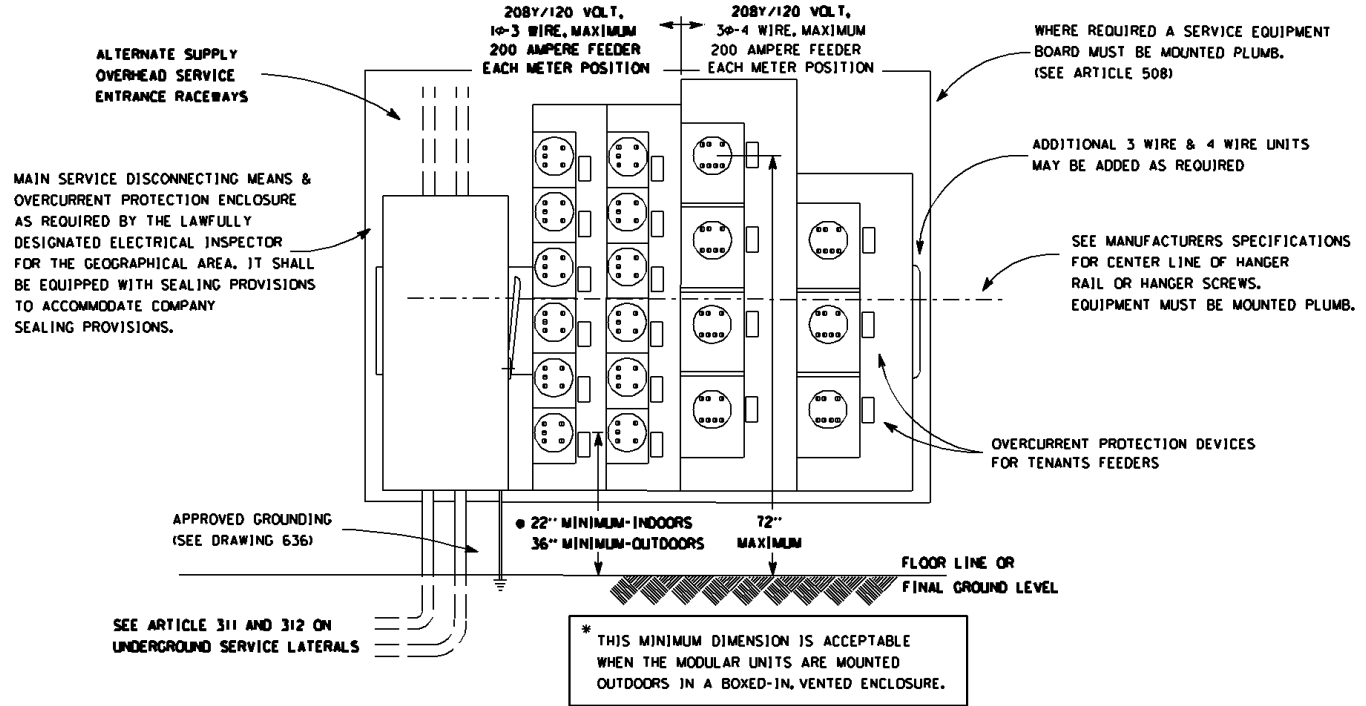 208Y/120 VOLT,
1φ-3 WIRE, MAXIMUM
200 AMPERE FEEDER
EACH METER POSITION
208Y/120 VOLT,
3φ-4 WIRE, MAXIMUM
200 AMPERE FEEDER
EACH METER POSITION
ALTERNATE SUPPLY
OVERHEAD SERVICE
ENTRANCE RACEWAYS
WHERE REQUIRED A SERVICE EQUIPMENT
BOARD MUST BE MOUNTED PLUMB.
(SEE ARTICLE 508)
ADDITIONAL 3 WIRE & 4 WIRE UNITS
MAY BE ADDED AS REQUIRED
MAIN SERVICE DISCONNECTING MEANS &
OVERCURRENT PROTECTION ENCLOSURE
AS REQUIRED BY THE LAWFULLY
DESIGNATED ELECTRICAL INSPECTOR
FOR THE GEOGRAPHICAL AREA. IT SHALL
BE EQUIPPED WITH SEALING PROVISIONS
TO ACCOMMODATE COMPANY
SEALING PROVISIONS.
SEE MANUFACTURERS SPECIFICATIONS
FOR CENTER LINE OF HANGER
RAIL OR HANGER SCREWS.
EQUIPMENT MUST BE MOUNTED PLUMB.
OVERCURRENT PROTECTION DEVICES
FOR TENANTS FEEDERS
APPROVED GROUNDING
(SEE DRAWING 636)
* 22" MINIMUM-INDOORS
36" MINIMUM-OUTDOORS
72"
MAXIMUM
FLOOR LINE OR
FINAL GROUND LEVEL
SEE ARTICLE 311 AND 312 ON
UNDERGROUND SERVICE LATERALS
* THIS MINIMUM DIMENSION IS ACCEPTABLE
WHEN THE MODULAR UNITS ARE MOUNTED
OUTDOORS IN A BOXED-IN, VENTED ENCLOSURE.